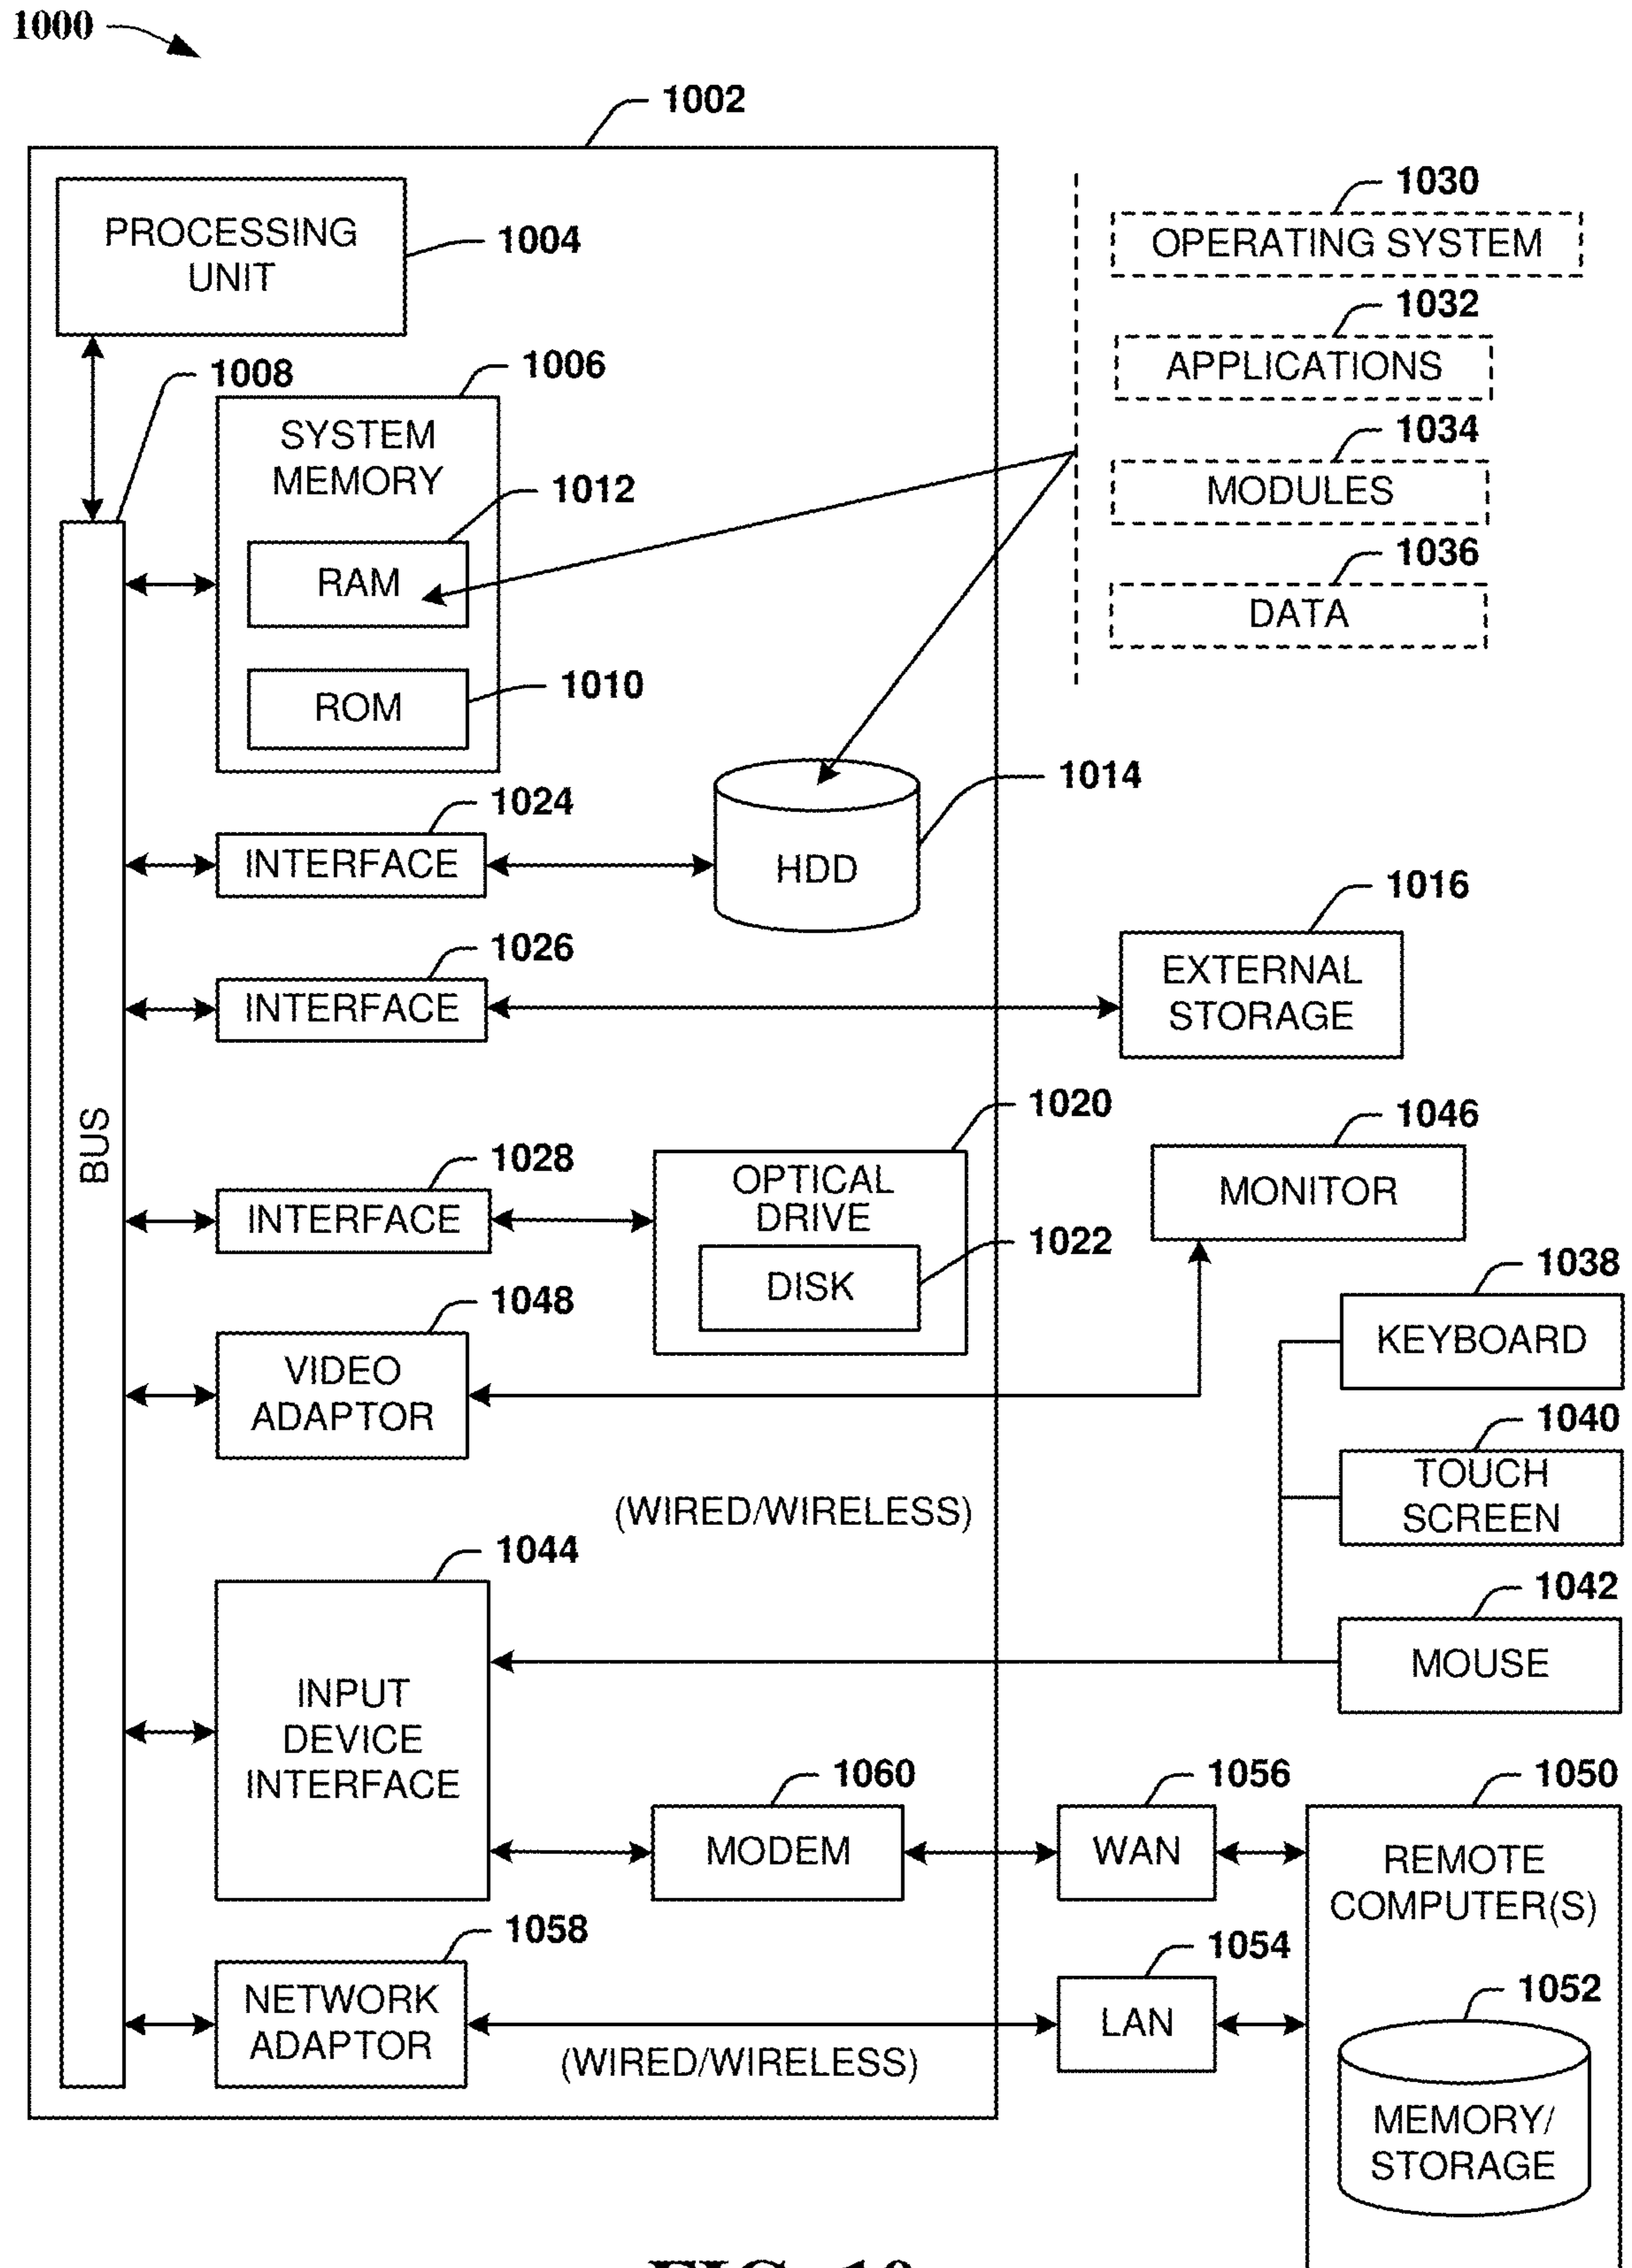 1000
1002
PROCESSING
UNIT
1004
1030
OPERATING SYSTEM
1032
APPLICATIONS
1034
MODULES
1036
DATA
1008
1006
SYSTEM
MEMORY
1012
RAM
1010
ROM
1014
HDD
1024
INTERFACE
1016
EXTERNAL
STORAGE
1026
INTERFACE
BUS
1020
OPTICAL
DRIVE
1022
DISK
1028
INTERFACE
1046
MONITOR
1048
VIDEO
ADAPTOR
1038
KEYBOARD
1040
TOUCH
SCREEN
(WIRED/WIRELESS)
1044
INPUT
DEVICE
INTERFACE
1042
MOUSE
1060
MODEM
1056
WAN
1050
REMOTE
COMPUTER(S)
1058
NETWORK
ADAPTOR
(WIRED/WIRELESS)
1054
LAN
1052
MEMORY/
STORAGE
FIG. 10